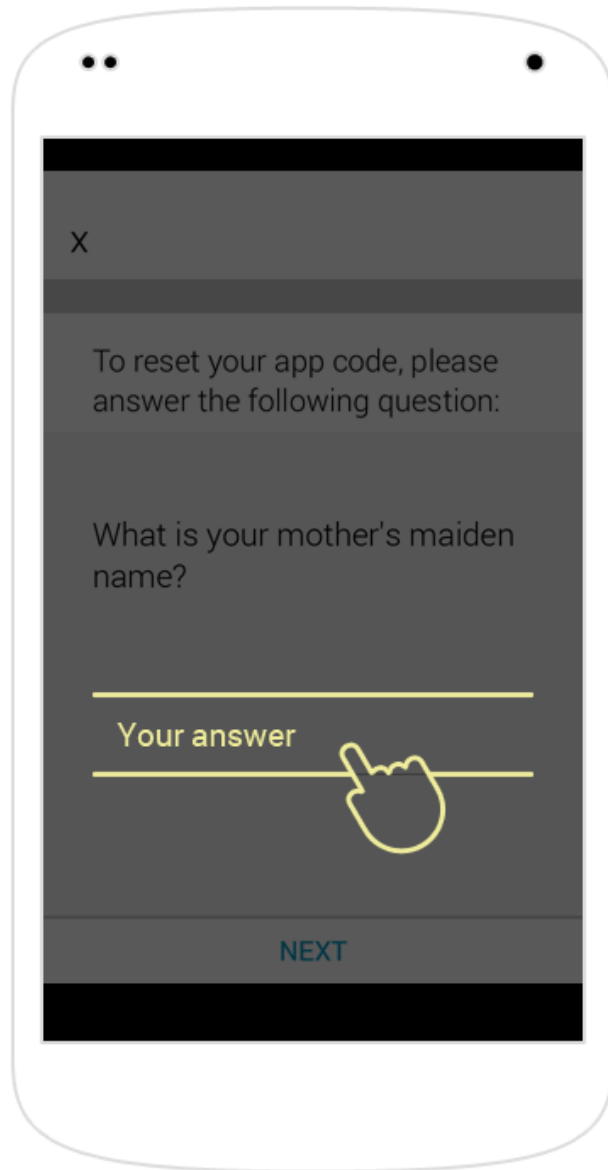 X
To reset your app code, please
answer the following question:
What is your mother's maiden
name?
Your answer
NEXT